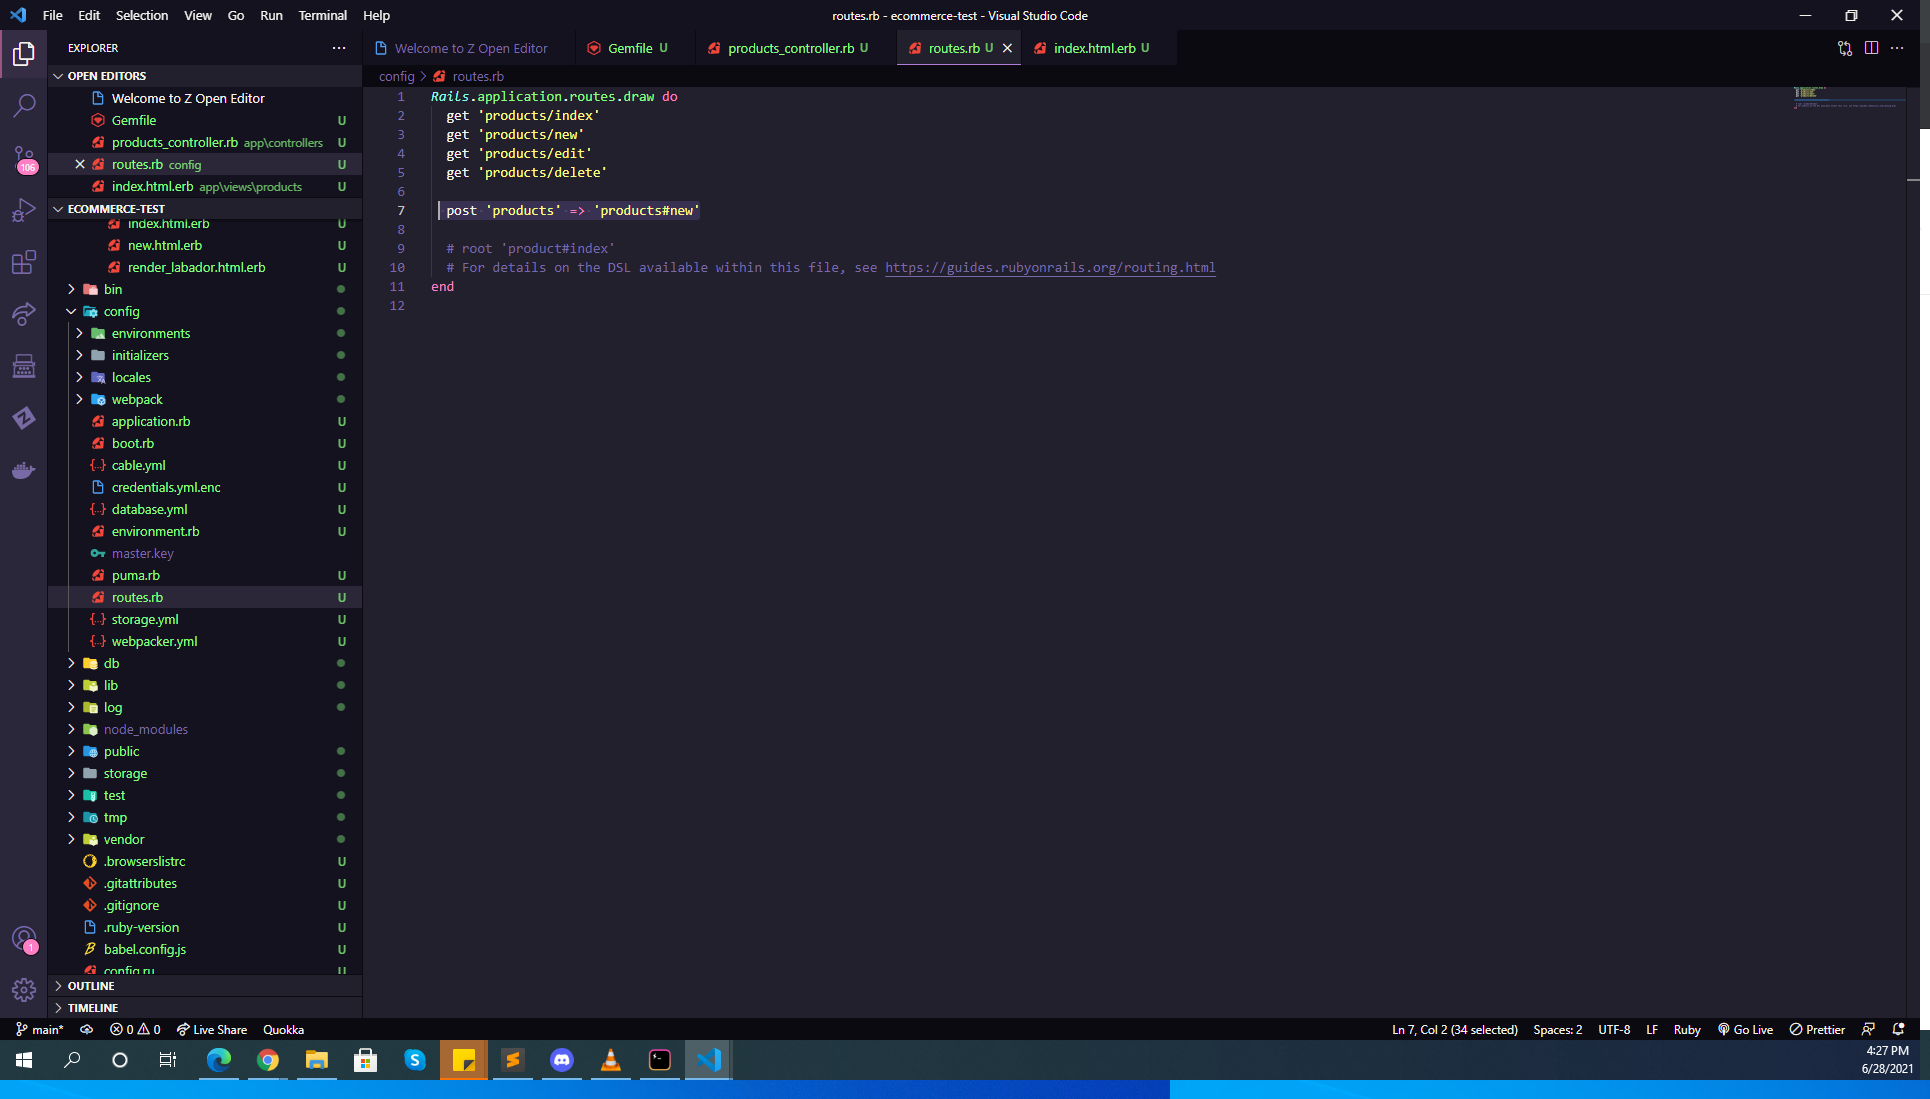 File Edit Selection View Go Run Terminal Help
routes.rb - ecommerce-test - Visual Studio Code
EXPLORER
OPEN EDITORS
Welcome to Z Open Editor
Gemfile U
products_controller.rb app\controllers U
routes.rb config U
index.html.erb app\views\products U
ECOMMERCE-TEST
index.html.erb U
new.html.erb U
render_labador.html.erb U
bin
config
environments
initializers
locales
webpack
application.rb U
boot.rb U
cable.yml U
credentials.yml.enc U
database.yml U
environment.rb U
master.key
puma.rb U
routes.rb U
storage.yml U
webpacker.yml U
db
lib
log
node_modules
public
storage
test
tmp
vendor
.browserslistrc U
.gitattributes U
.gitignore U
.ruby-version U
babel.config.js U
config.ru U
OUTLINE
TIMELINE
106
1
Welcome to Z Open Editor
Gemfile U
products_controller.rb U
routes.rb U
index.html.erb U
config > routes.rb
1 Rails.application.routes.draw do
2 get 'products/index'
3 get 'products/new'
4 get 'products/edit'
5 get 'products/delete'
6
7 post 'products' => 'products#new'
8
9 # root 'product#index'
10 # For details on the DSL available within this file, see https://guides.rubyonrails.org/routing.html
11 end
12
main* 0 0 Live Share Quokka
Ln 7, Col 2 (34 selected) Spaces: 2 UTF-8 LF Ruby Go Live Prettier
4:27 PM
6/28/2021